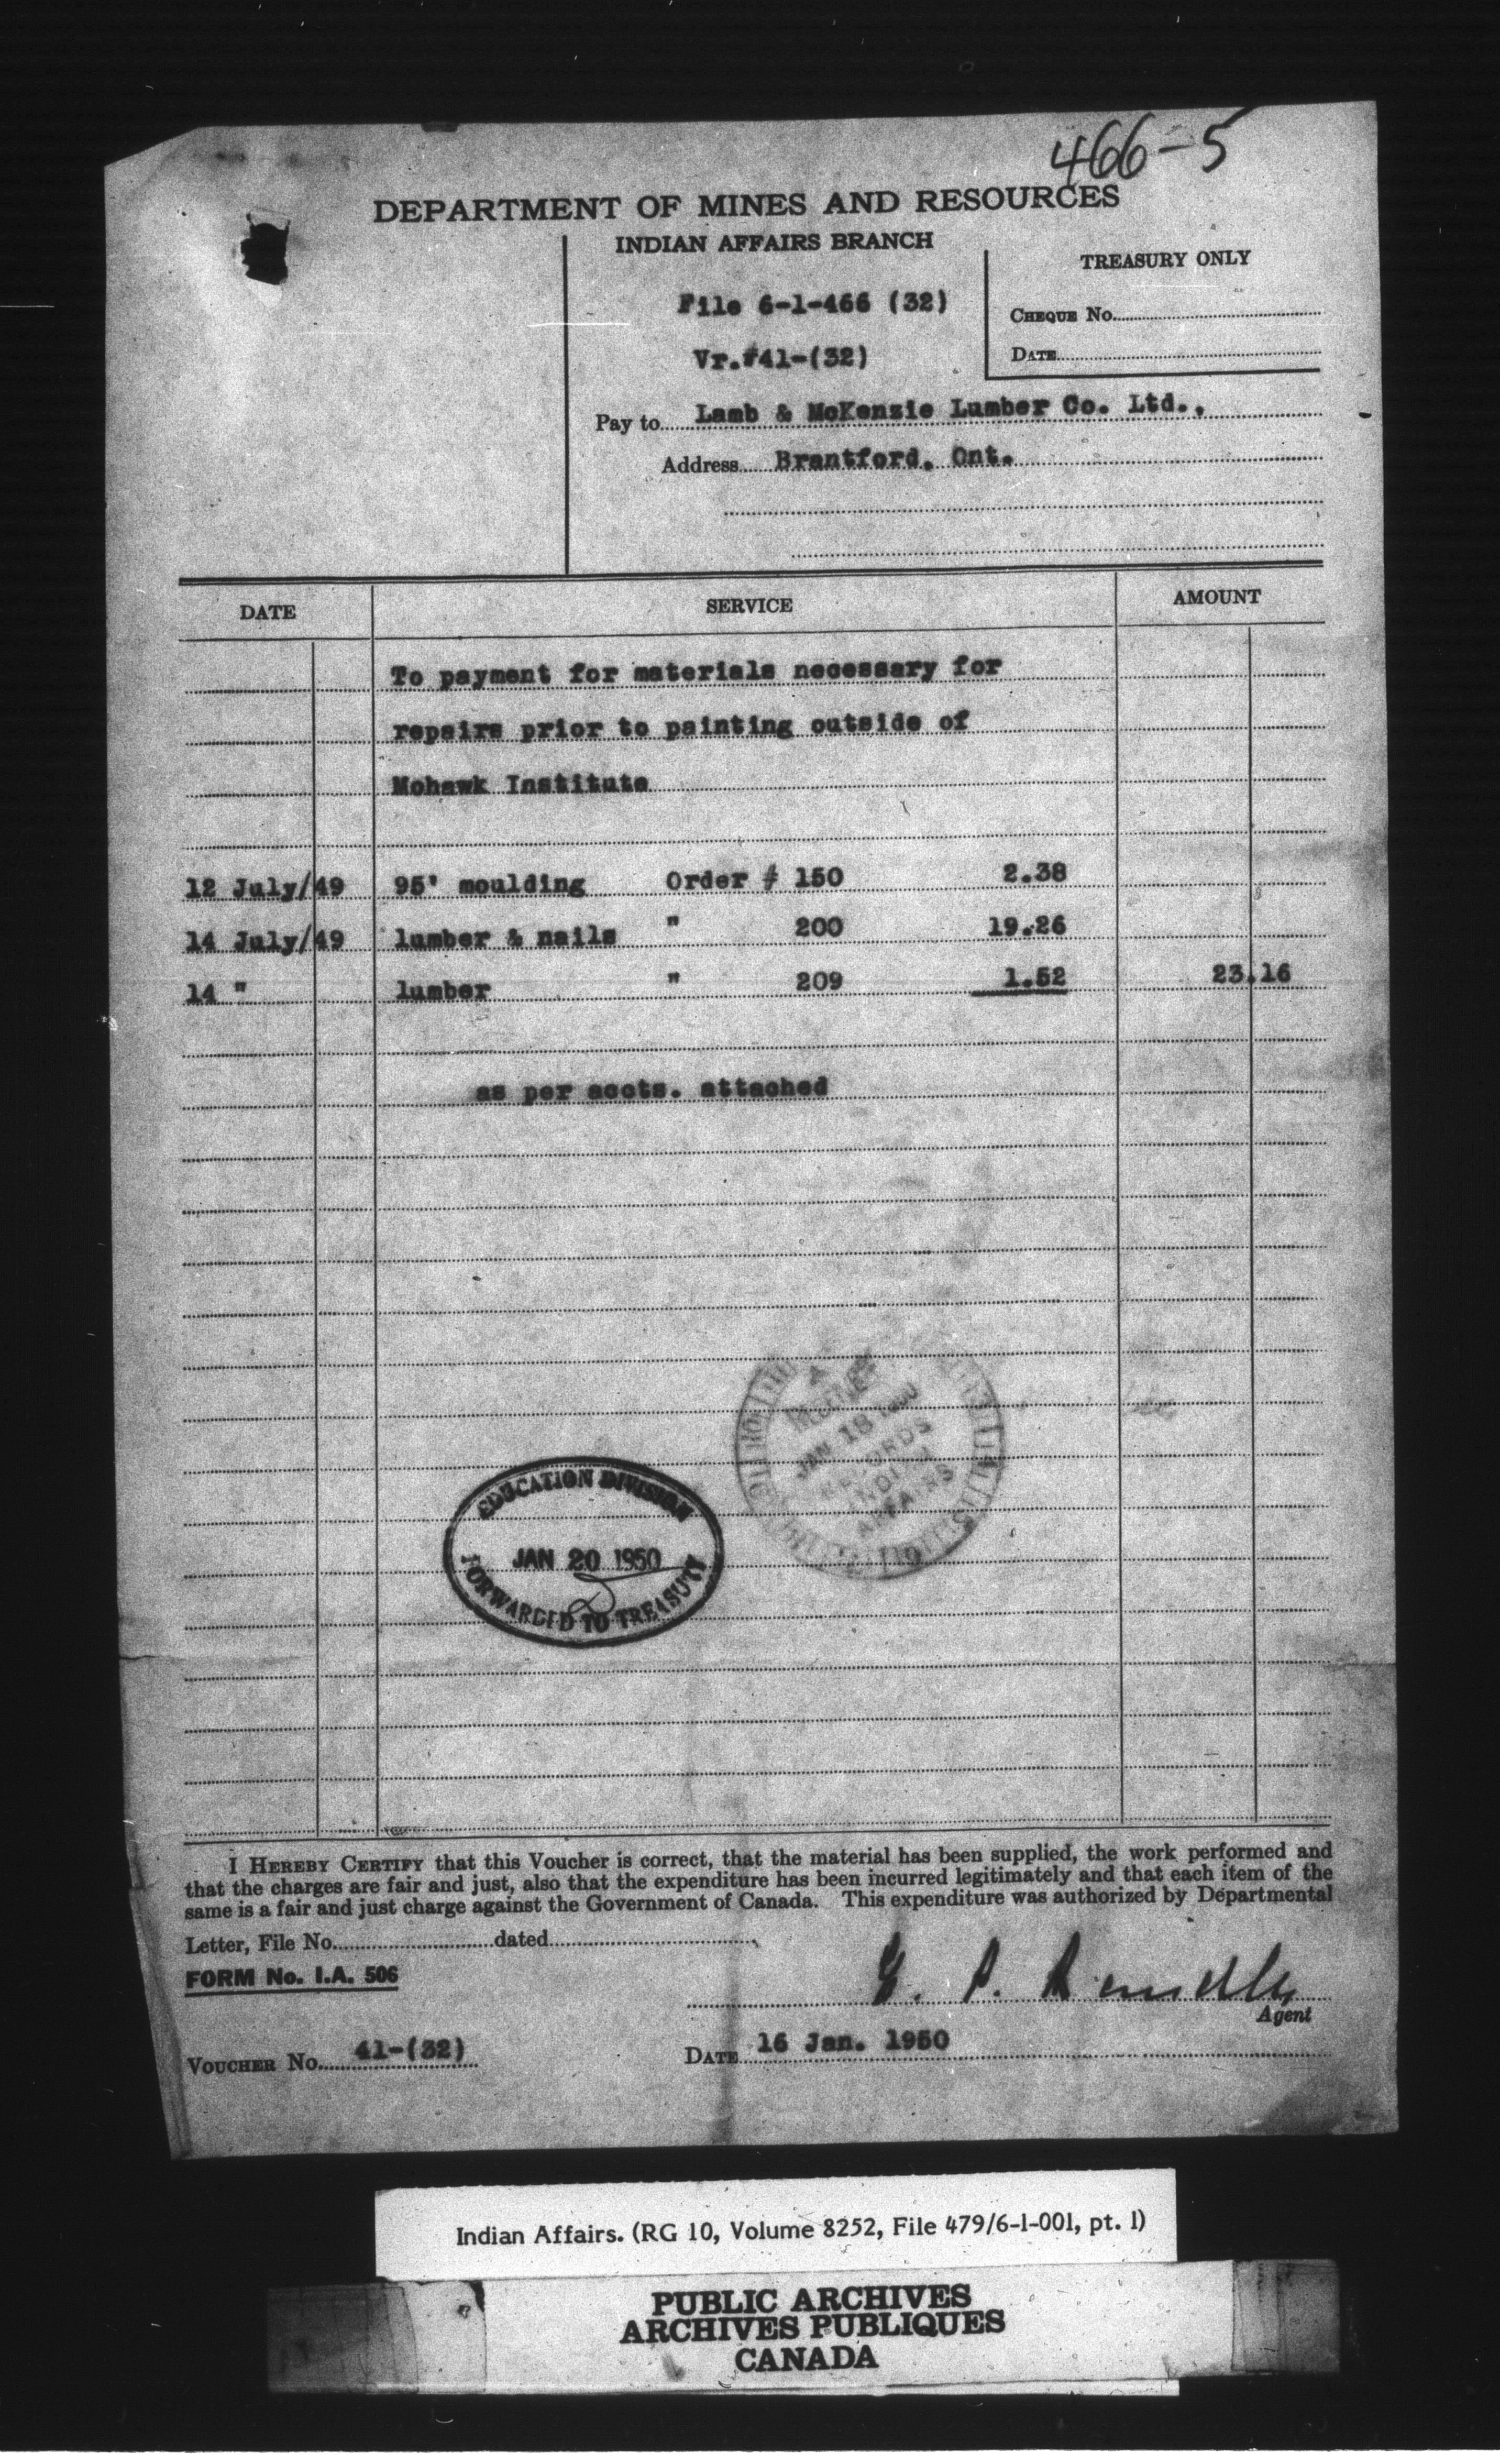 466-5
DEPARTMENT OF MINES AND RESOURCES
INDIAN AFFAIRS BRANCH
TREASURY ONLY
File 6-1-466 (32)
CHEQUE No.
Vr.#41-(32)
DATE
Pay to Lamb & McKenzie Lumber Co. Ltd.,
Address Brantford, Ont.
DATE SERVICE AMOUNT
To payment for materials necessary for
repairs prior to painting outside of
Mohawk Institute
12 July/49 95' moulding Order # 150 2.38
14 July/49 lumber & nails " 200 19.26
14 " lumber " 209 1.52 23.16
as per accts. attached
JAN 18 1950
RECORDS
INDIAN
AFFAIRS
EDUCATION DIVISION
JAN 20 1950
FORWARDED TO TREASURY
I HEREBY CERTIFY that this Voucher is correct, that the material has been supplied, the work performed and
that the charges are fair and just, also that the expenditure has been incurred legitimately and that each item of the
same is a fair and just charge against the Government of Canada. This expenditure was authorized by Departmental
Letter, File No. dated
FORM No. I.A. 506
E. P. Randle
Agent
VOUCHER No. 41-(32) DATE 16 Jan. 1950
Indian Affairs. (RG 10, Volume 8252, File 479/6-1-001, pt. 1)
PUBLIC ARCHIVES
ARCHIVES PUBLIQUES
CANADA